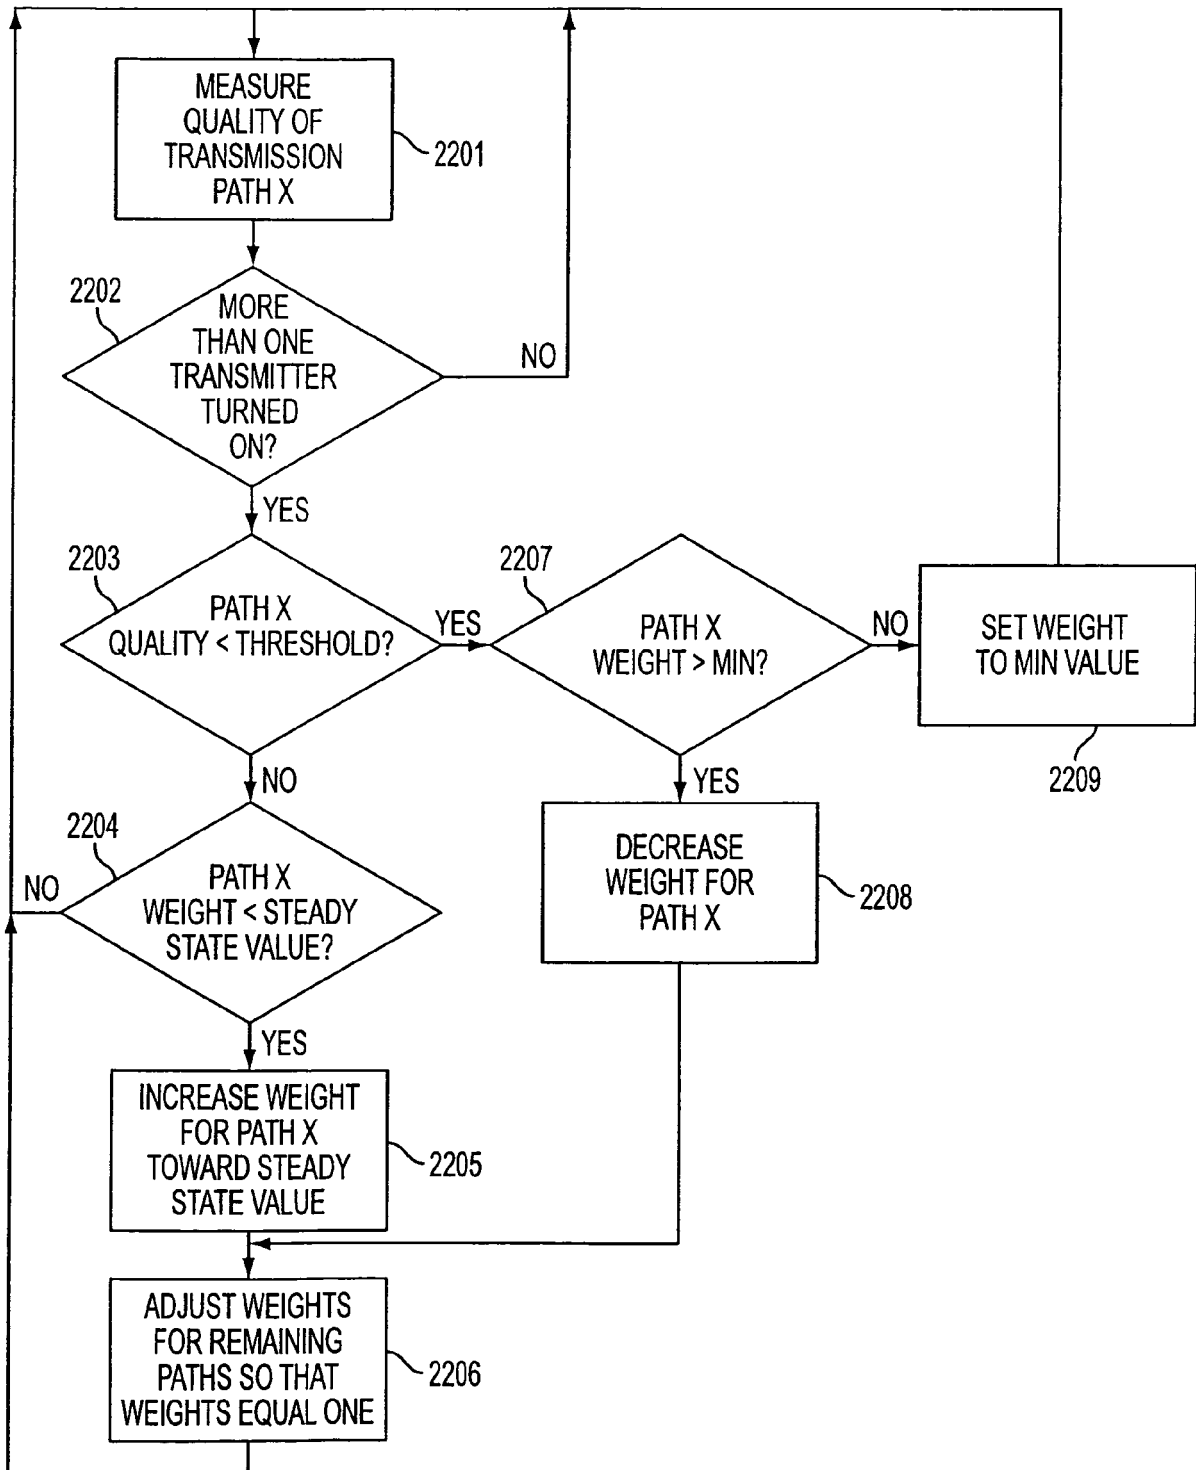 MEASURE
QUALITY OF
TRANSMISSION
PATH X
2201
2202
MORE
THAN ONE
TRANSMITTER
TURNED
ON?
NO
YES
2203
PATH X
QUALITY < THRESHOLD?
YES
2207
PATH X
WEIGHT > MIN?
NO
SET WEIGHT
TO MIN VALUE
2209
NO
YES
2204
PATH X
WEIGHT < STEADY
STATE VALUE?
NO
DECREASE
WEIGHT FOR
PATH X
2208
YES
INCREASE WEIGHT
FOR PATH X
TOWARD STEADY
STATE VALUE
2205
ADJUST WEIGHTS
FOR REMAINING
PATHS SO THAT
WEIGHTS EQUAL ONE
2206